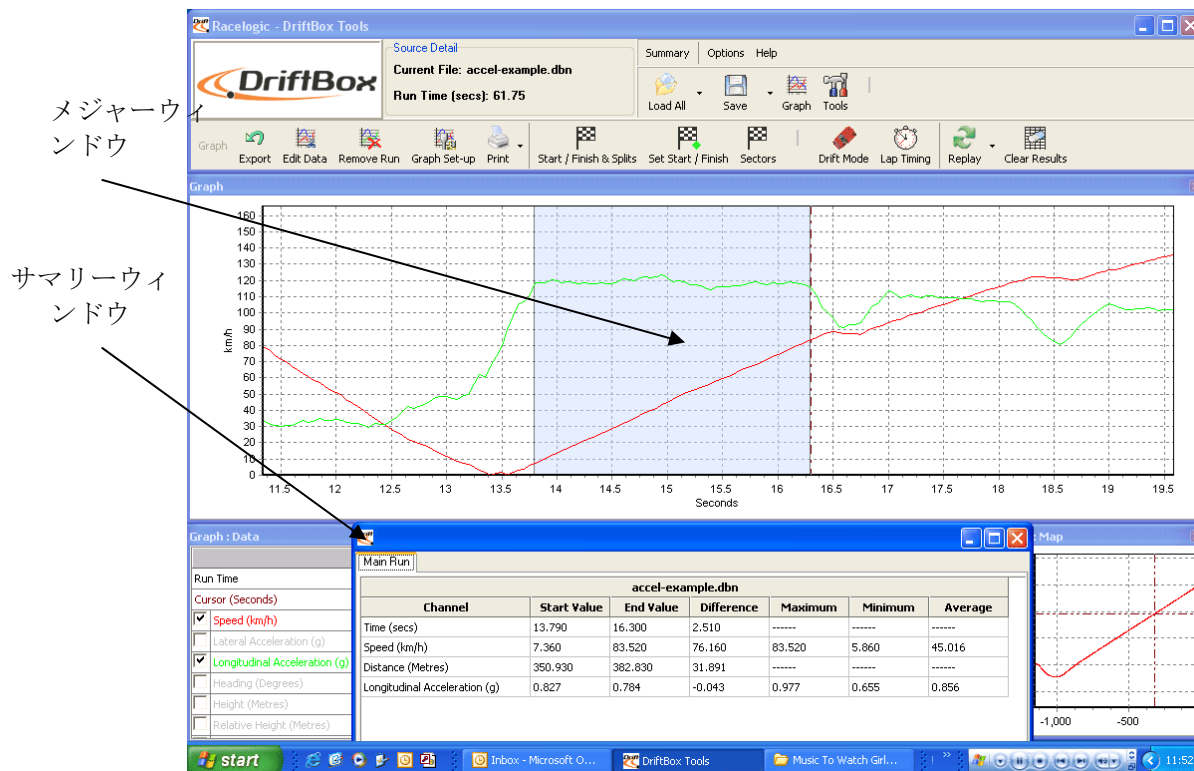 Racelogic - DriftBox Tools
DriftBox
Source Detail
Current File: accel-example.dbn
Run Time (secs): 61.75
Summary Options Help
Load All Save Graph Tools
メジャーウィ
ンドウ
Graph Export Edit Data Remove Run Graph Set-up Print Start / Finish & Splits Set Start / Finish Sectors Drift Mode Lap Timing Replay Clear Results
Graph
160
150
140
130
120
110
100
90
80
70
60
50
40
30
20
10
0
km/h
サマリーウィ
ンドウ
11.5 12 12.5 13 13.5 14 14.5 15 15.5 16 16.5 17 17.5 18 18.5 19 19.5
Seconds
Graph : Data
Run Time
Cursor (Seconds)
Speed (km/h)
Lateral Acceleration (g)
Longitudinal Acceleration (g)
Heading (Degrees)
Height (Metres)
Relative Height (Metres)
Main Run
accel-example.dbn
Channel Start Value End Value Difference Maximum Minimum Average
Time (secs) 13.790 16.300 2.510 ------ ------ ------
Speed (km/h) 7.360 83.520 76.160 83.520 5.860 45.016
Distance (Metres) 350.930 382.830 31.891 ------ ------ ------
Longitudinal Acceleration (g) 0.827 0.784 -0.043 0.977 0.655 0.856
: Map
-1,000 -500
start Inbox - Microsoft O... DriftBox Tools Music To Watch Girl... 11:52